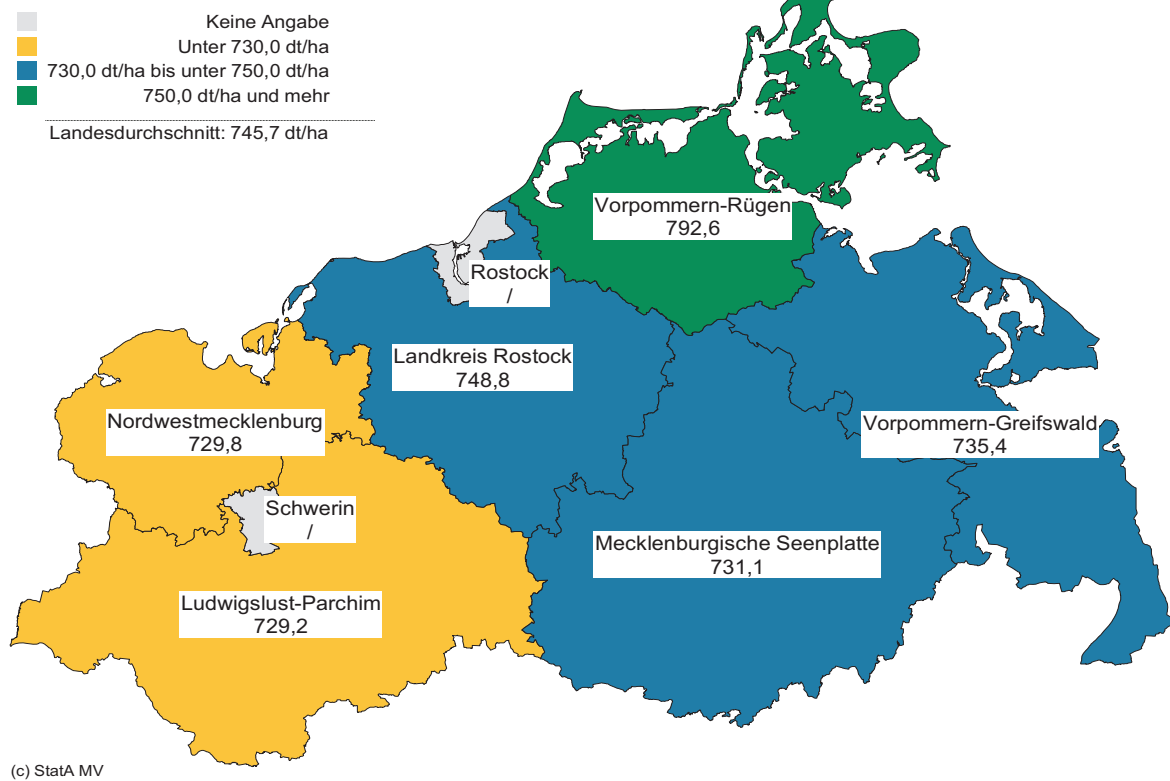 Keine Angabe
Unter 730,0 dt/ha
730,0 dt/ha bis unter 750,0 dt/ha
750,0 dt/ha und mehr
Landesdurchschnitt: 745,7 dt/ha
Vorpommern-Rügen
792,6
Rostock
/
Landkreis Rostock
748,8
Nordwestmecklenburg
729,8
Vorpommern-Greifswald
735,4
Schwerin
/
Mecklenburgische Seenplatte
731,1
Ludwigslust-Parchim
729,2
(c) StatA MV